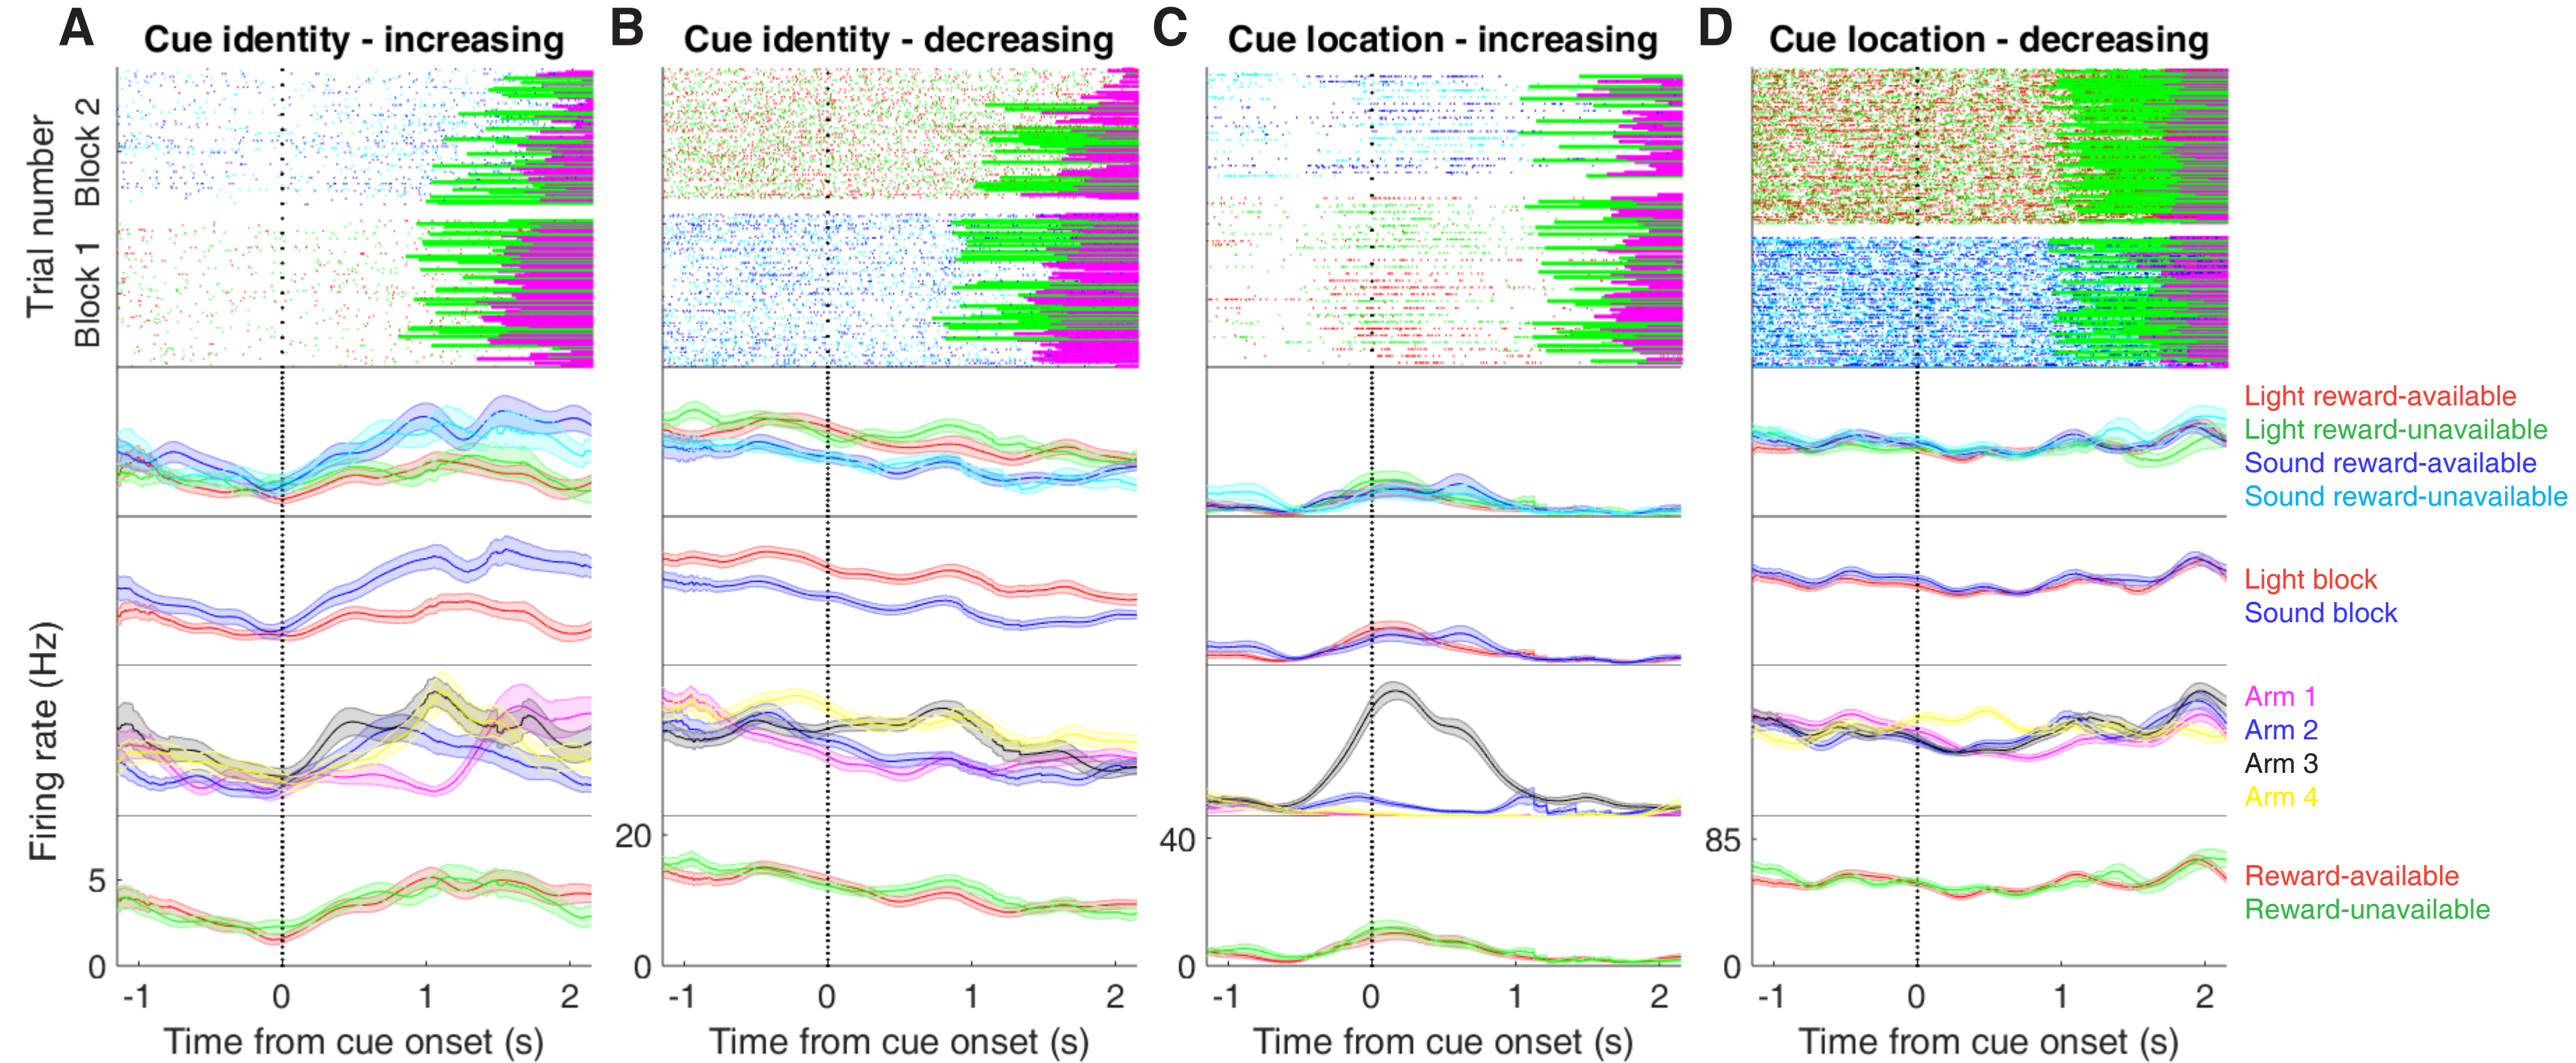 A
Cue identity - increasing
B
Cue identity - decreasing
C
Cue location - increasing
D
Cue location - decreasing
Trial number
Block 2
Block 1
Light reward-available
Light reward-unavailable
Sound reward-available
Sound reward-unavailable
Light block
Sound block
Arm 1
Arm 2
Arm 3
Arm 4
Reward-available
Reward-unavailable
Firing rate (Hz)
5
0
20
0
40
0
85
0
-1 0 1 2
-1 0 1 2
-1 0 1 2
-1 0 1 2
Time from cue onset (s)
Time from cue onset (s)
Time from cue onset (s)
Time from cue onset (s)